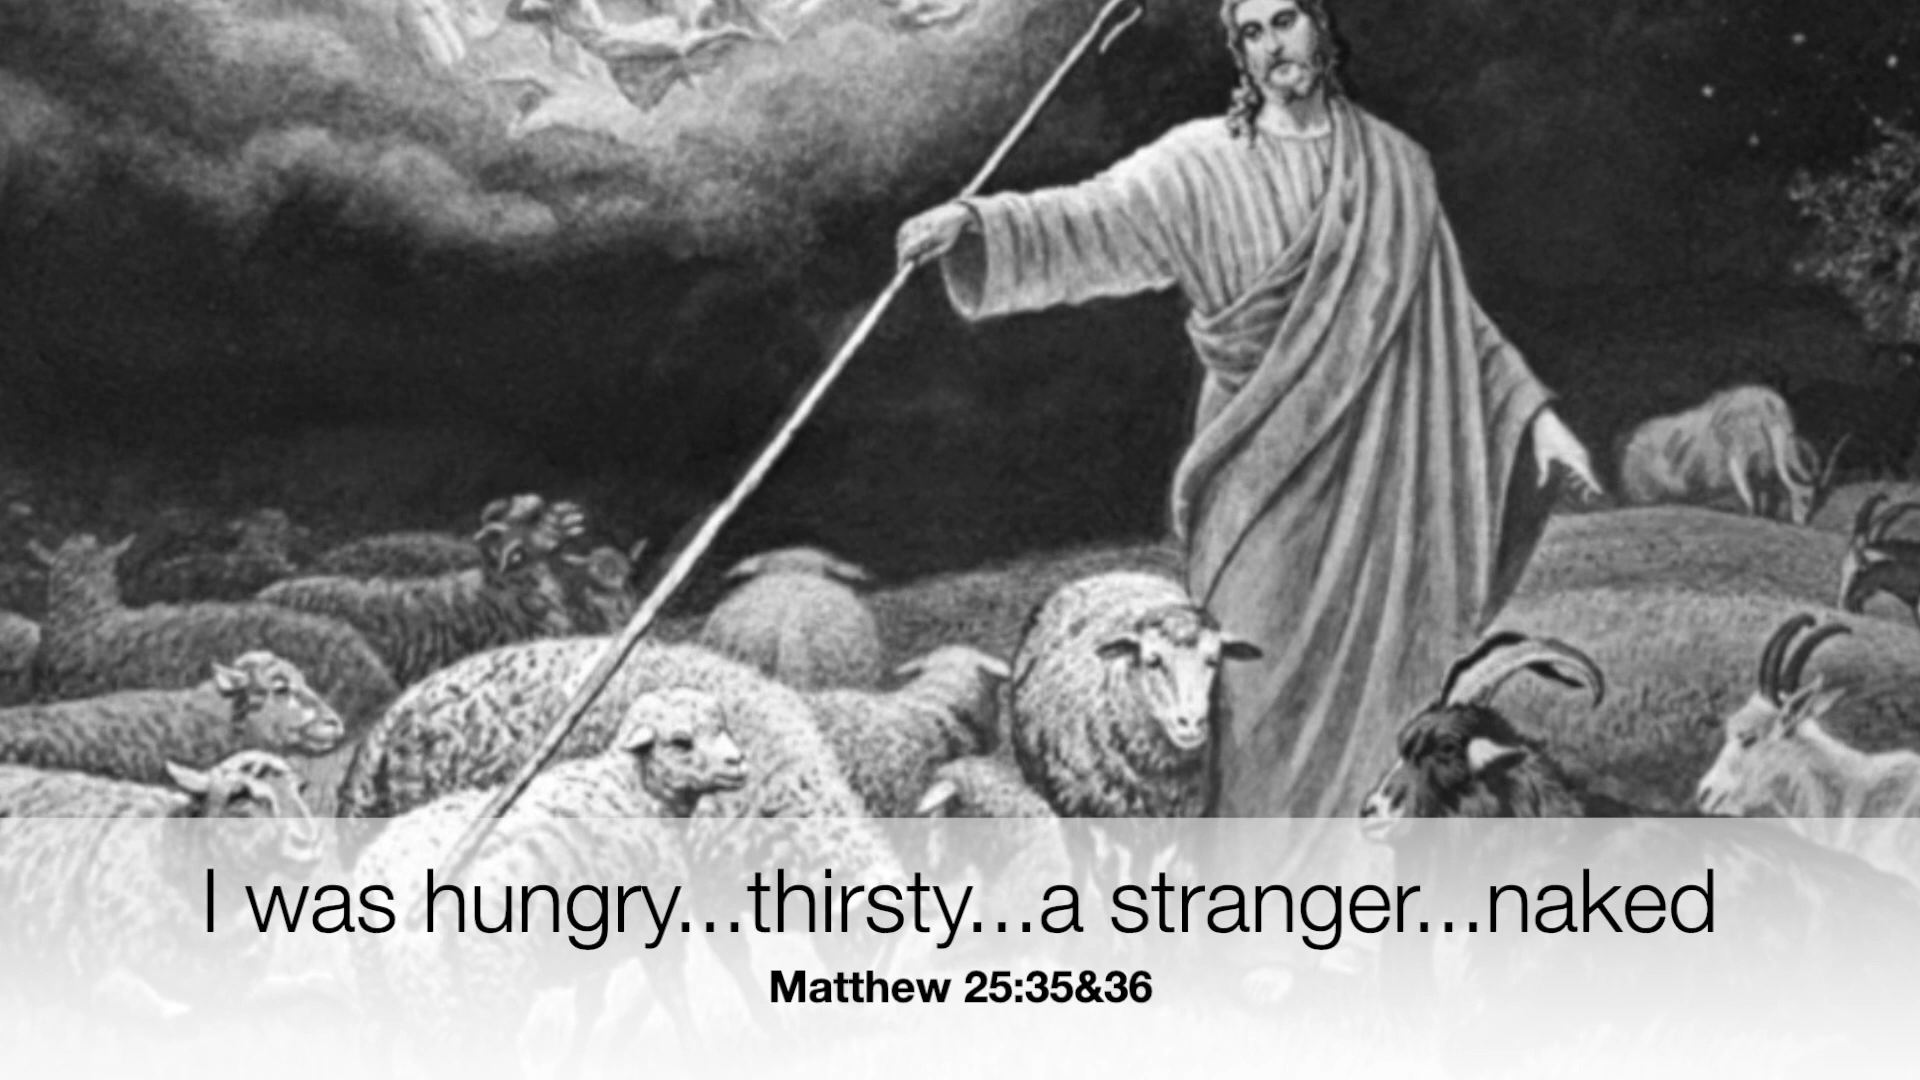 I was hungry...thirsty...a stranger...naked
Matthew 25:35&36